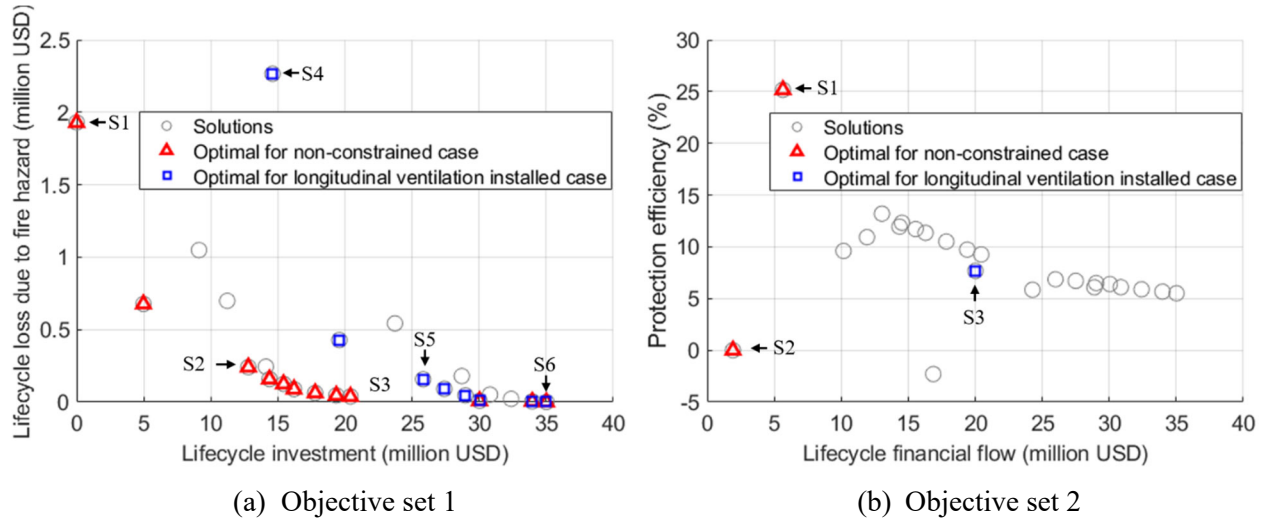 Lifecycle loss due to fire hazard (million USD)
2.5
2
1.5
1
0.5
0
S4
S1
Solutions
Optimal for non-constrained case
Optimal for longitudinal ventilation installed case
S5
S2
S3
S6
0 5 10 15 20 25 30 35 40
Lifecycle investment (million USD)
(a) Objective set 1
Protection efficiency (%)
30
25
20
15
10
5
0
-5
S1
Solutions
Optimal for non-constrained case
Optimal for longitudinal ventilation installed case
S3
S2
0 5 10 15 20 25 30 35 40
Lifecycle financial flow (million USD)
(b) Objective set 2